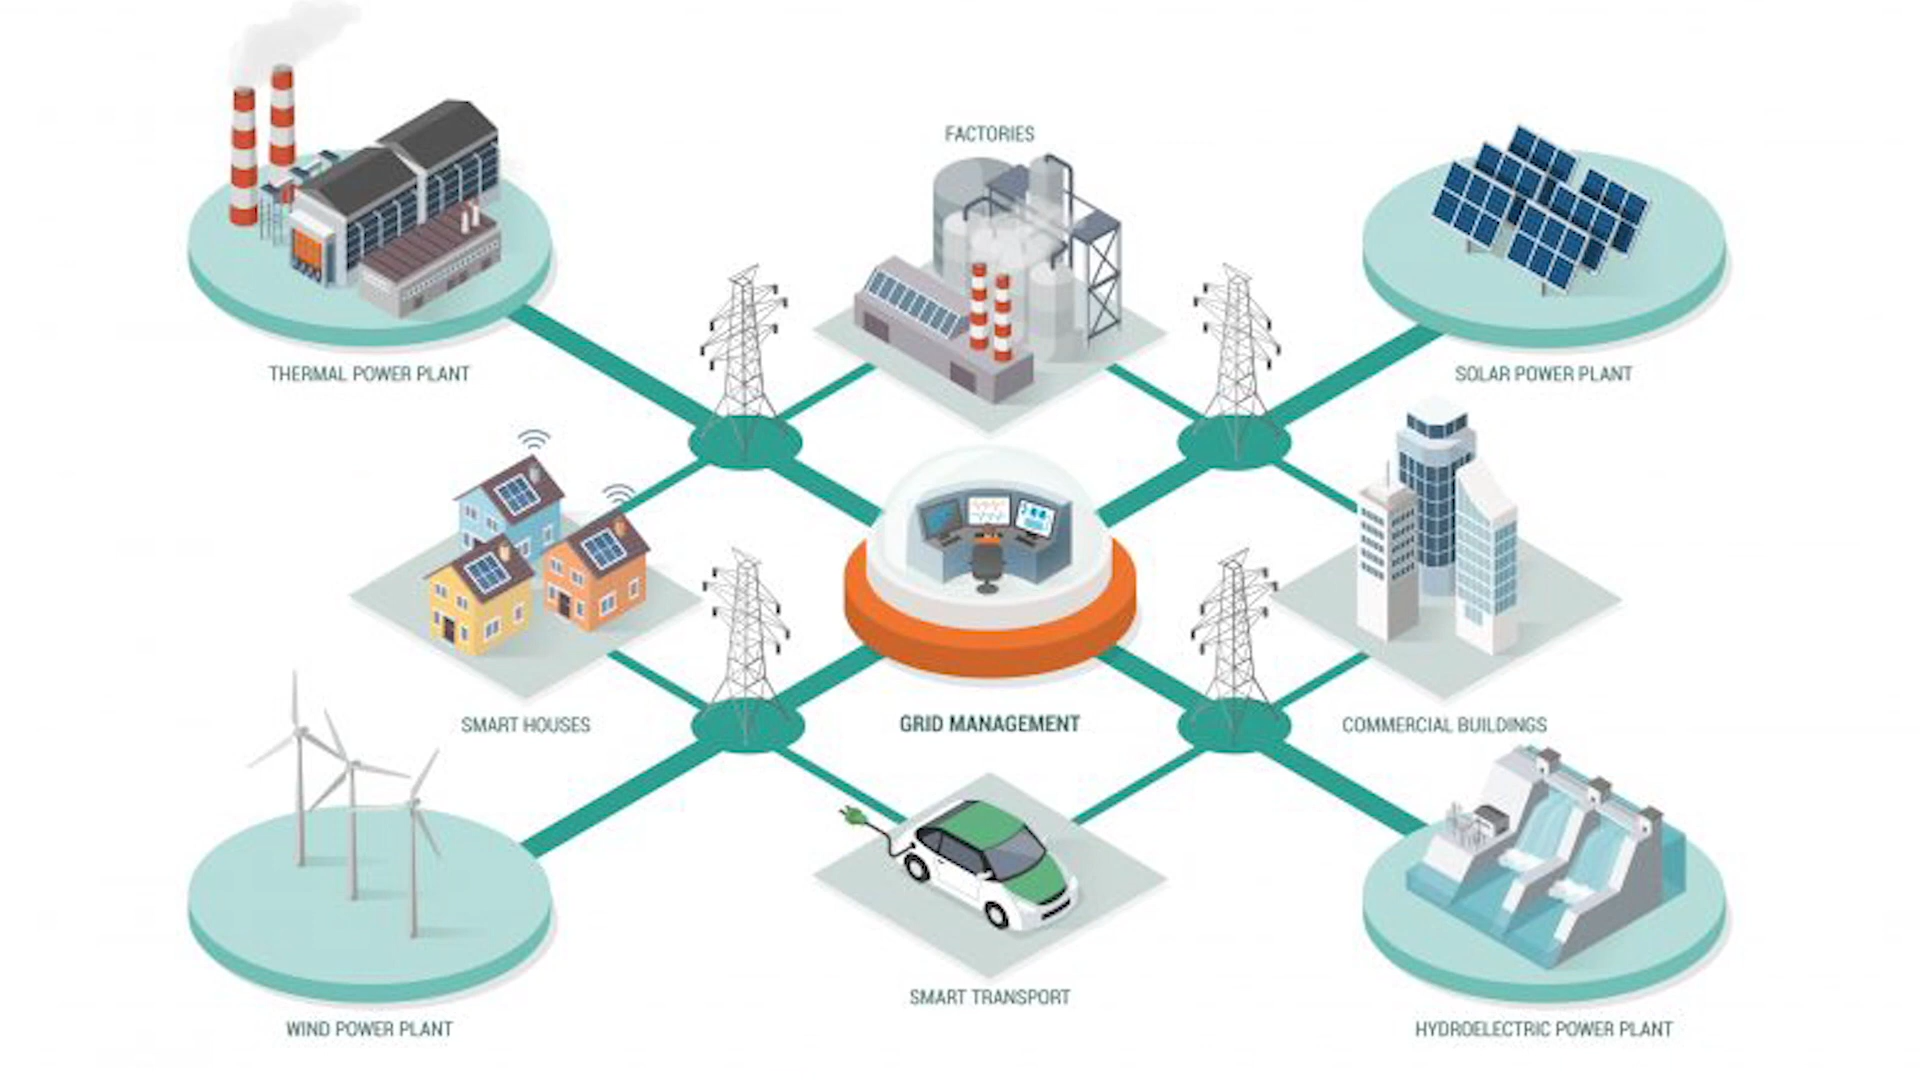 FACTORIES
THERMAL POWER PLANT
SOLAR POWER PLANT
SMART HOUSES
GRID MANAGEMENT
COMMERCIAL BUILDINGS
SMART TRANSPORT
WIND POWER PLANT
HYDROELECTRIC POWER PLANT